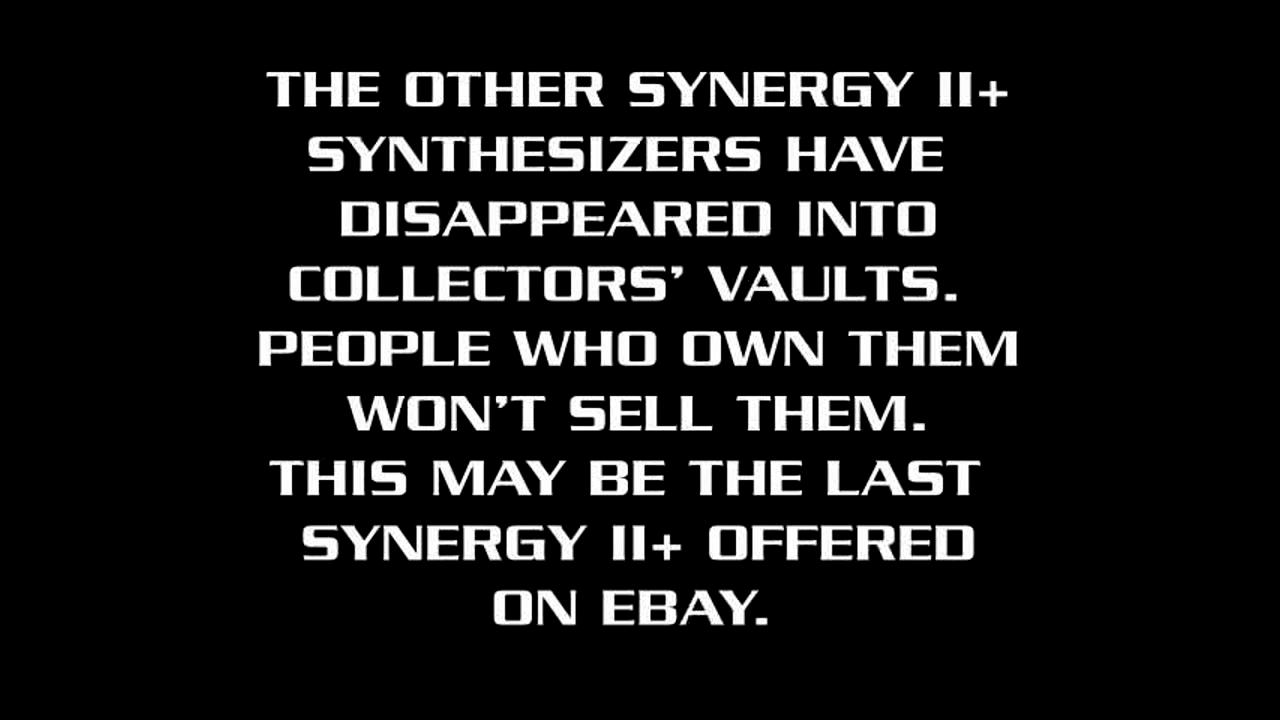 THE OTHER SYNERGY II+
SYNTHESIZERS HAVE
DISAPPEARED INTO
COLLECTORS' VAULTS.
PEOPLE WHO OWN THEM
WON'T SELL THEM.
THIS MAY BE THE LAST
SYNERGY II+ OFFERED
ON EBAY.